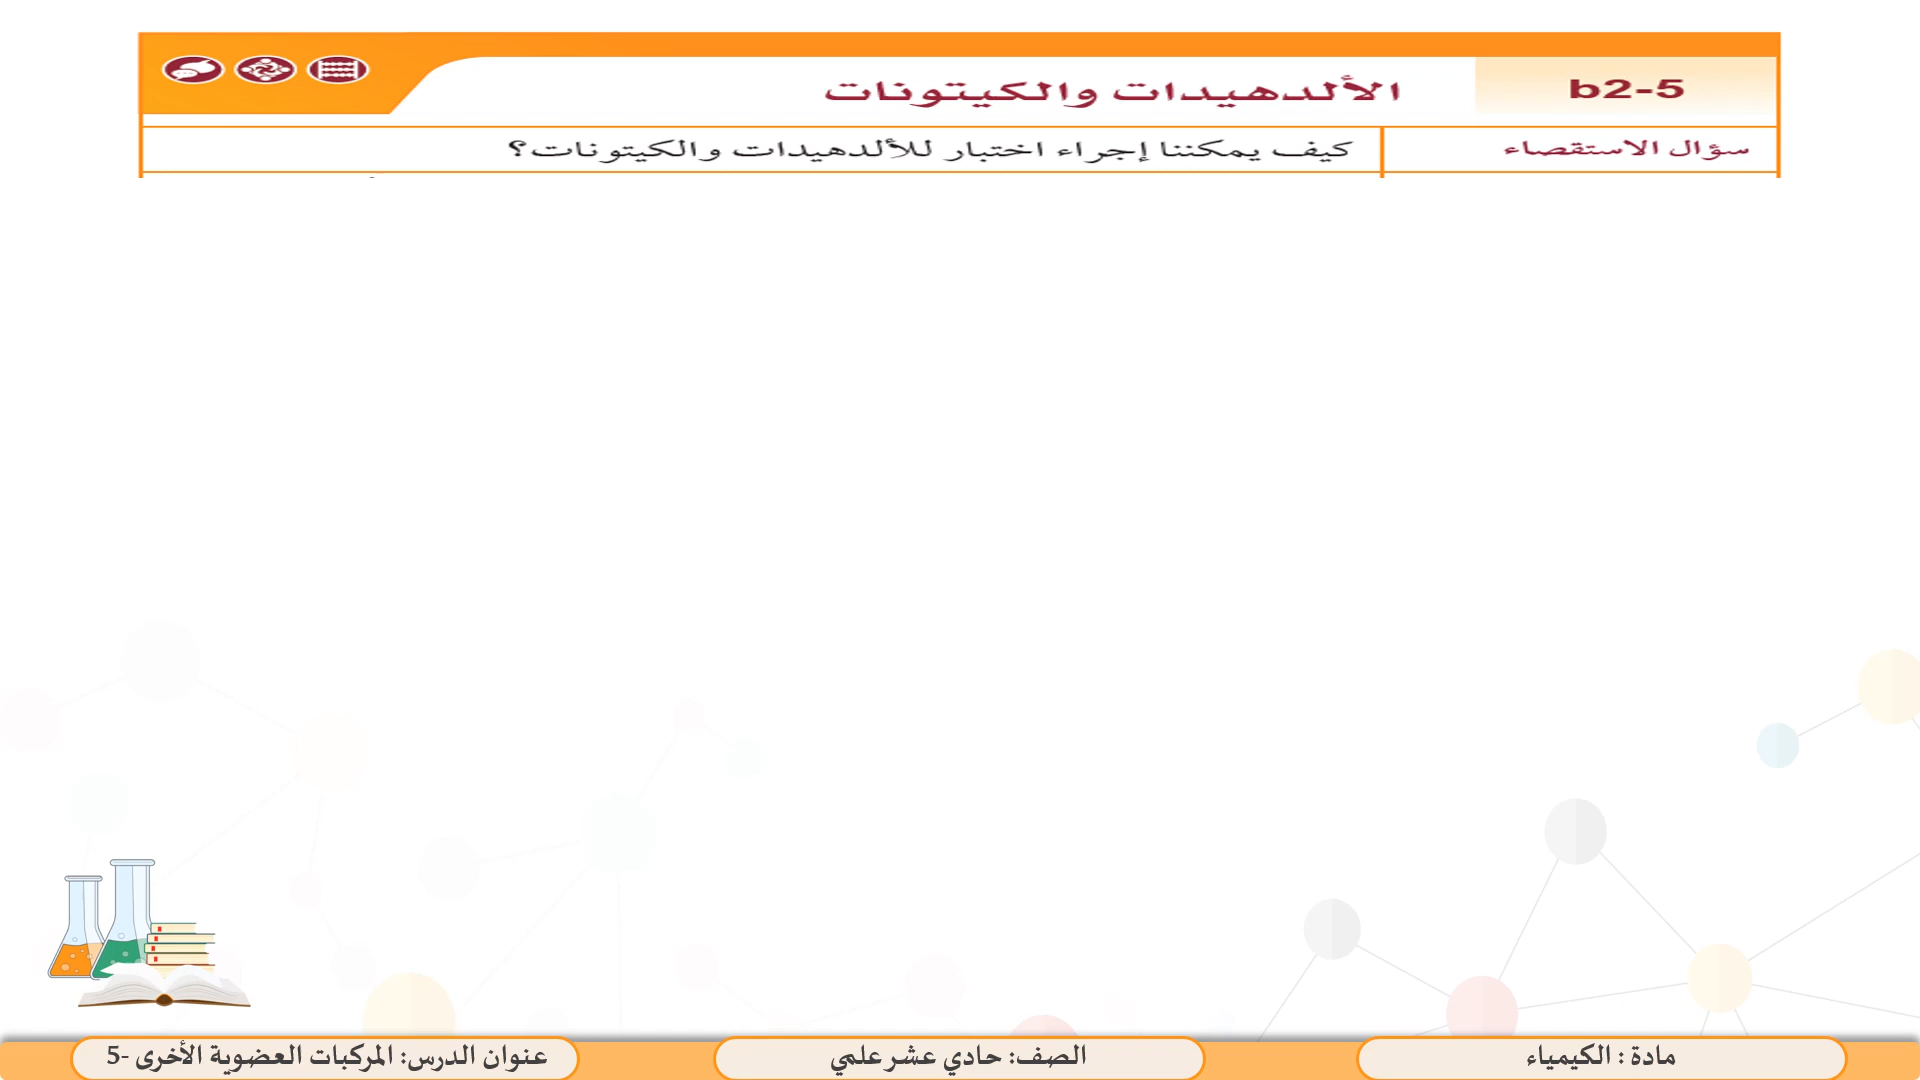 b2-5
الألدهيدات والكيتونات
سؤال الاستقصاء
كيف يمكننا إجراء اختبار للألدهيدات والكيتونات؟
مادة : الكيمياء
الصف: حادي عشر علمي
عنوان الدرس: المركبات العضوية الأخرى -5